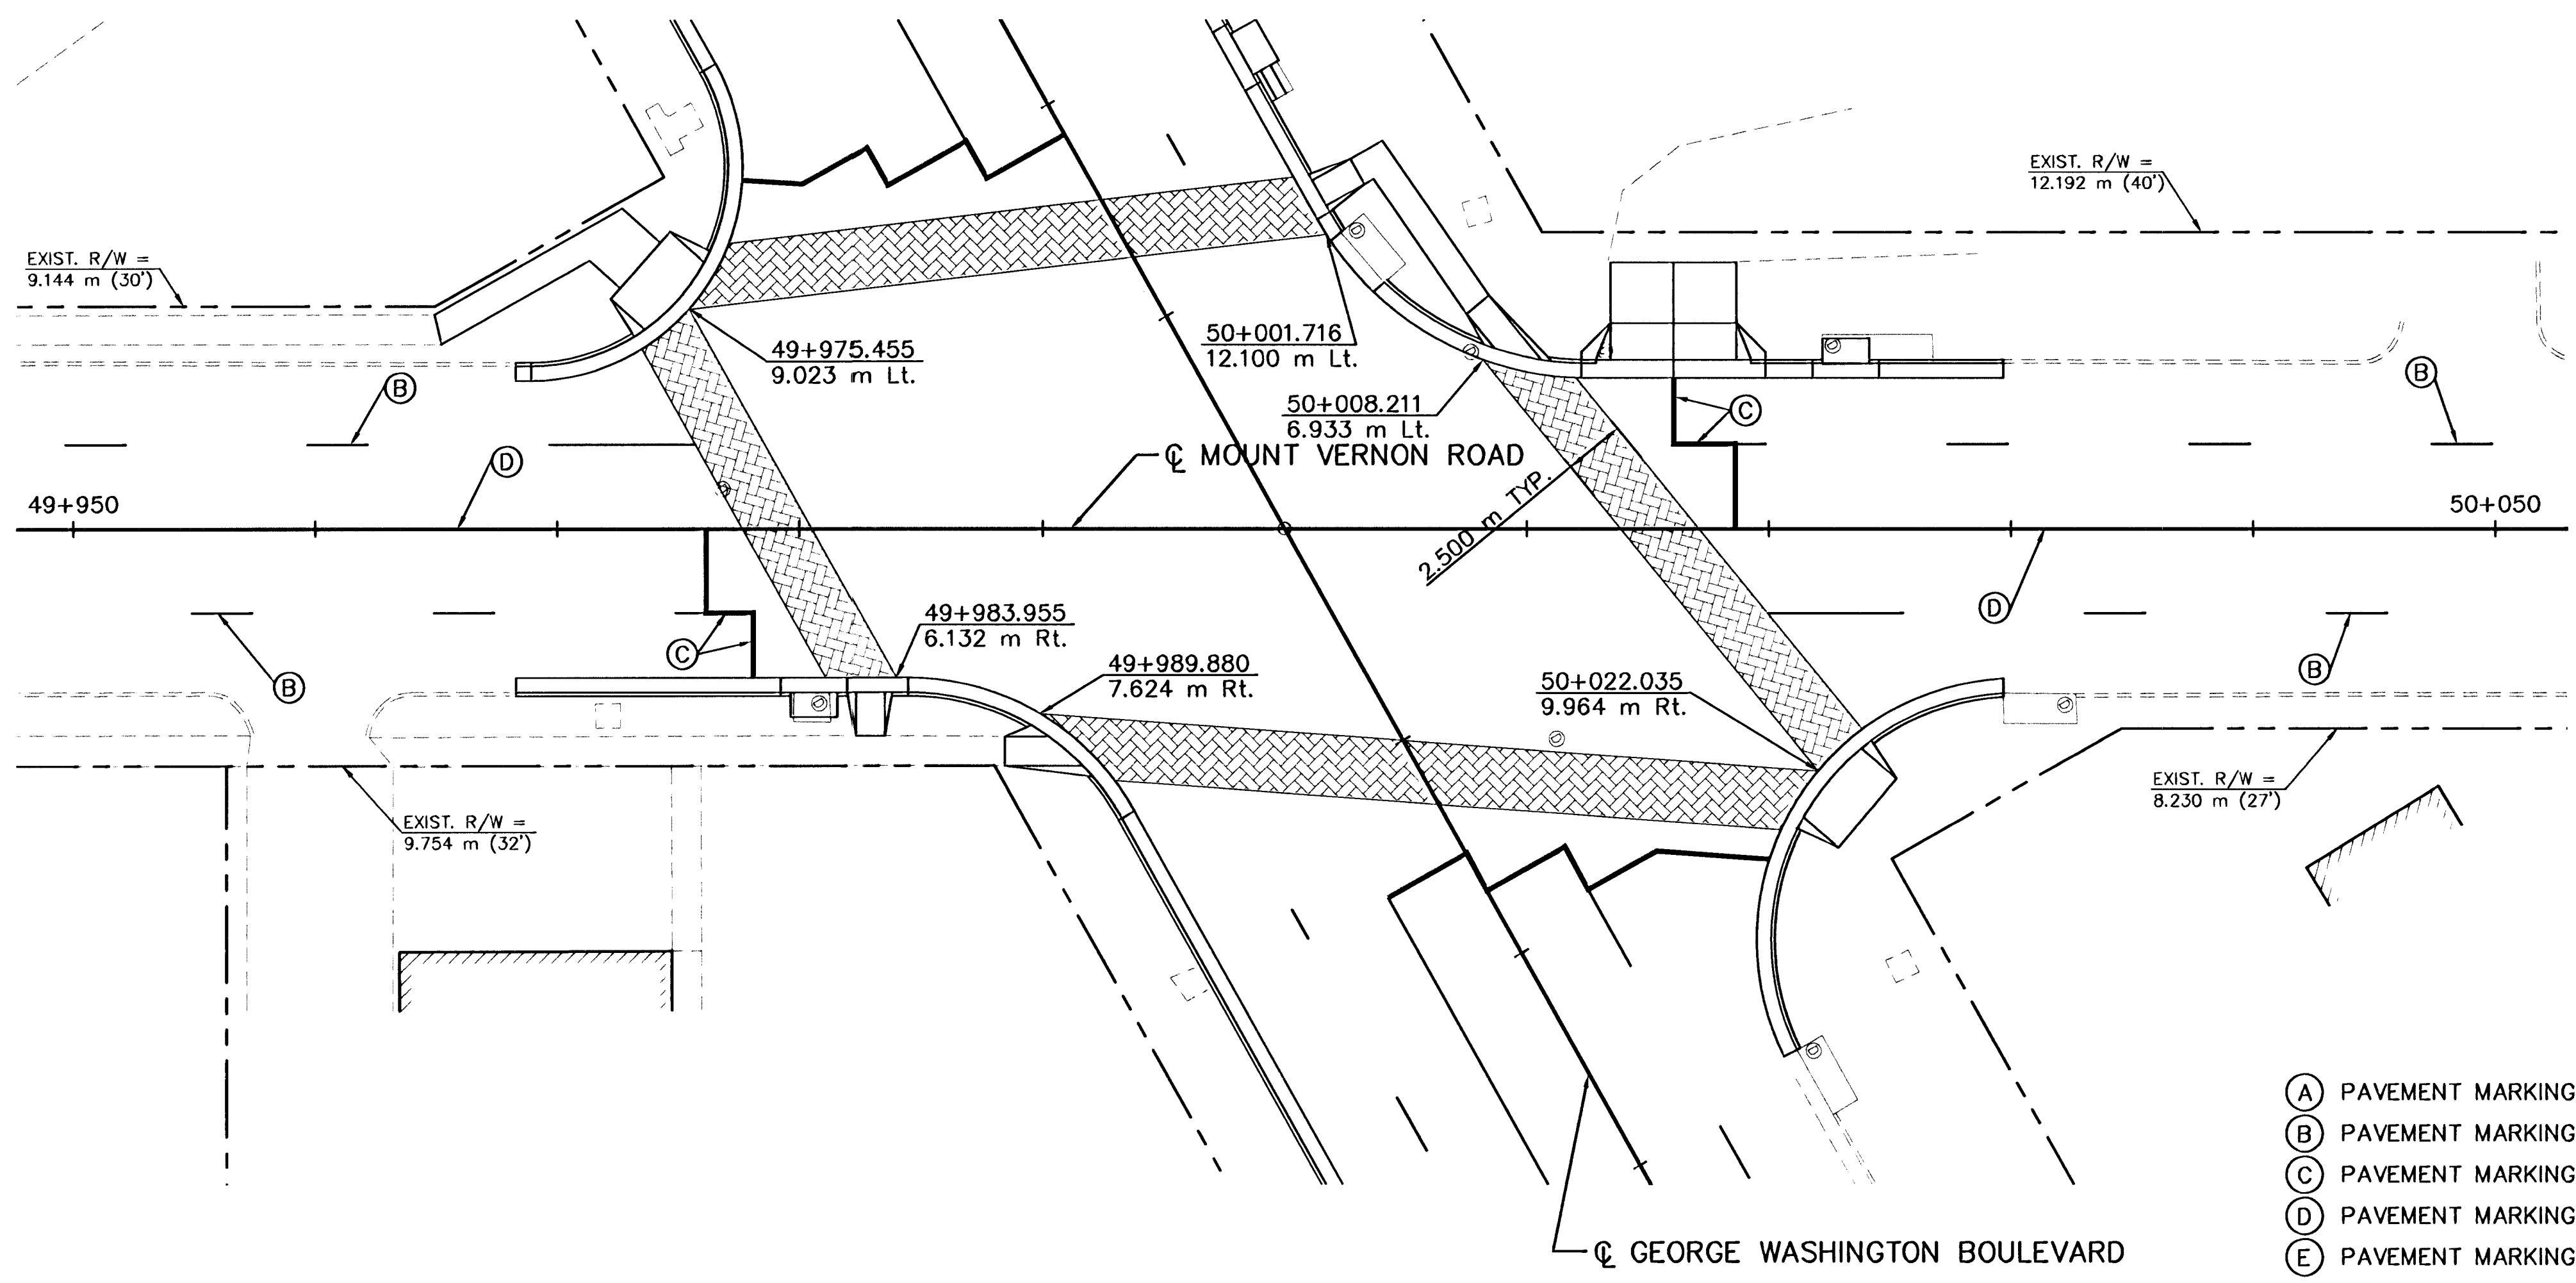 EXIST. R/W =
12.192 m (40')
EXIST. R/W =
9.144 m (30')
50+001.716
12.100 m Lt.
49+975.455
9.023 m Lt.
B
B
50+008.211
6.933 m Lt.
C
℄ MOUNT VERNON ROAD
D
2.500 m TYP.
49+950
50+050
49+983.955
6.132 m Rt.
D
C
49+989.880
7.624 m Rt.
50+022.035
9.964 m Rt.
B
B
EXIST. R/W =
8.230 m (27')
EXIST. R/W =
9.754 m (32')
A PAVEMENT MARKING
B PAVEMENT MARKING
C PAVEMENT MARKING
D PAVEMENT MARKING
E PAVEMENT MARKING
℄ GEORGE WASHINGTON BOULEVARD